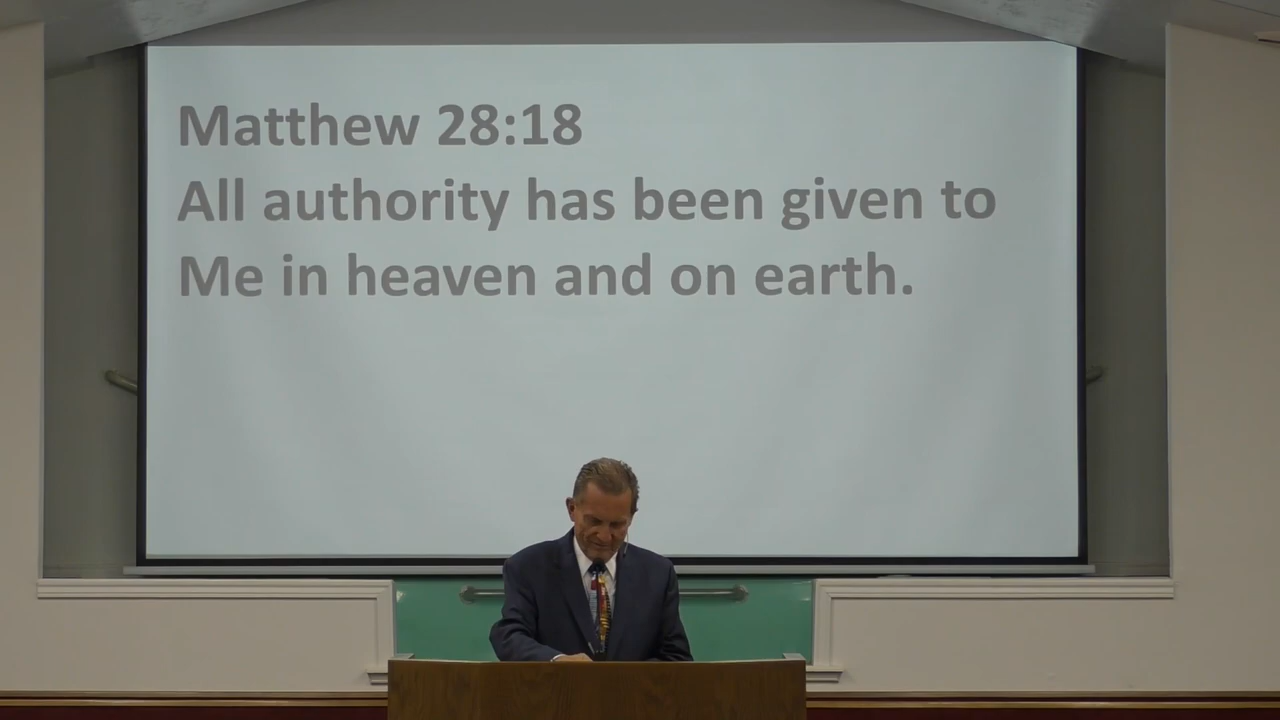 Matthew 28:18
All authority has been given to
Me in heaven and on earth.